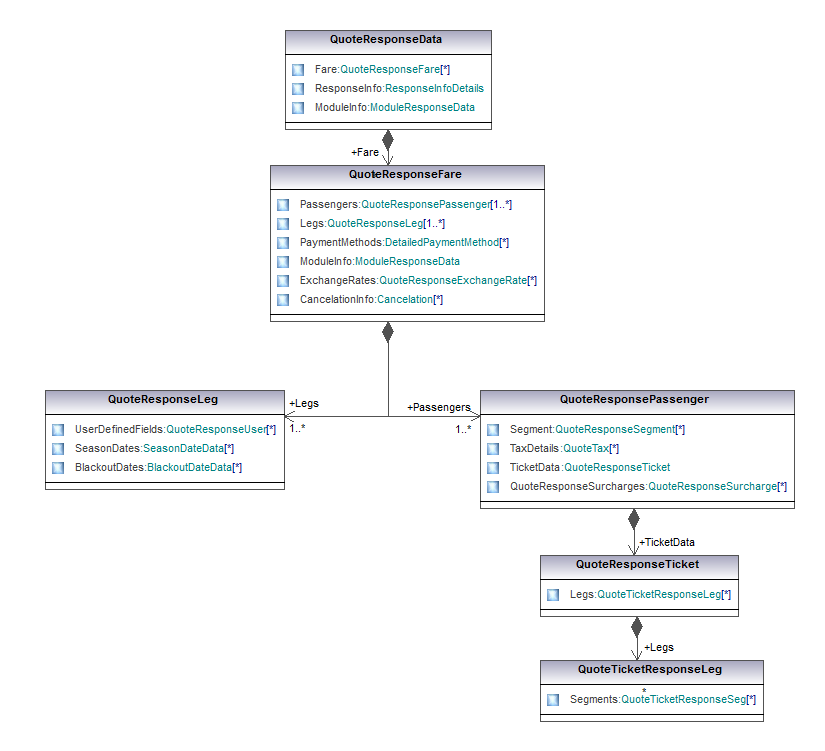 QuoteResponseData
Fare:QuoteResponseFare[*]
ResponseInfo:ResponseInfoDetails
ModuleInfo:ModuleResponseData
+Fare
QuoteResponseFare
Passengers:QuoteResponsePassenger[1..*]
Legs:QuoteResponseLeg[1..*]
PaymentMethods:DetailedPaymentMethod[*]
ModuleInfo:ModuleResponseData
ExchangeRates:QuoteResponseExchangeRate[*]
CancelationInfo:Cancelation[*]
+Legs
1..*
+Passengers
1..*
QuoteResponseLeg
UserDefinedFields:QuoteResponseUser[*]
SeasonDates:SeasonDateData[*]
BlackoutDates:BlackoutDateData[*]
QuoteResponsePassenger
Segment:QuoteResponseSegment[*]
TaxDetails:QuoteTax[*]
TicketData:QuoteResponseTicket
QuoteResponseSurcharges:QuoteResponseSurcharge[*]
+TicketData
QuoteResponseTicket
Legs:QuoteTicketResponseLeg[*]
+Legs
QuoteTicketResponseLeg
*
Segments:QuoteTicketResponseSeg[*]